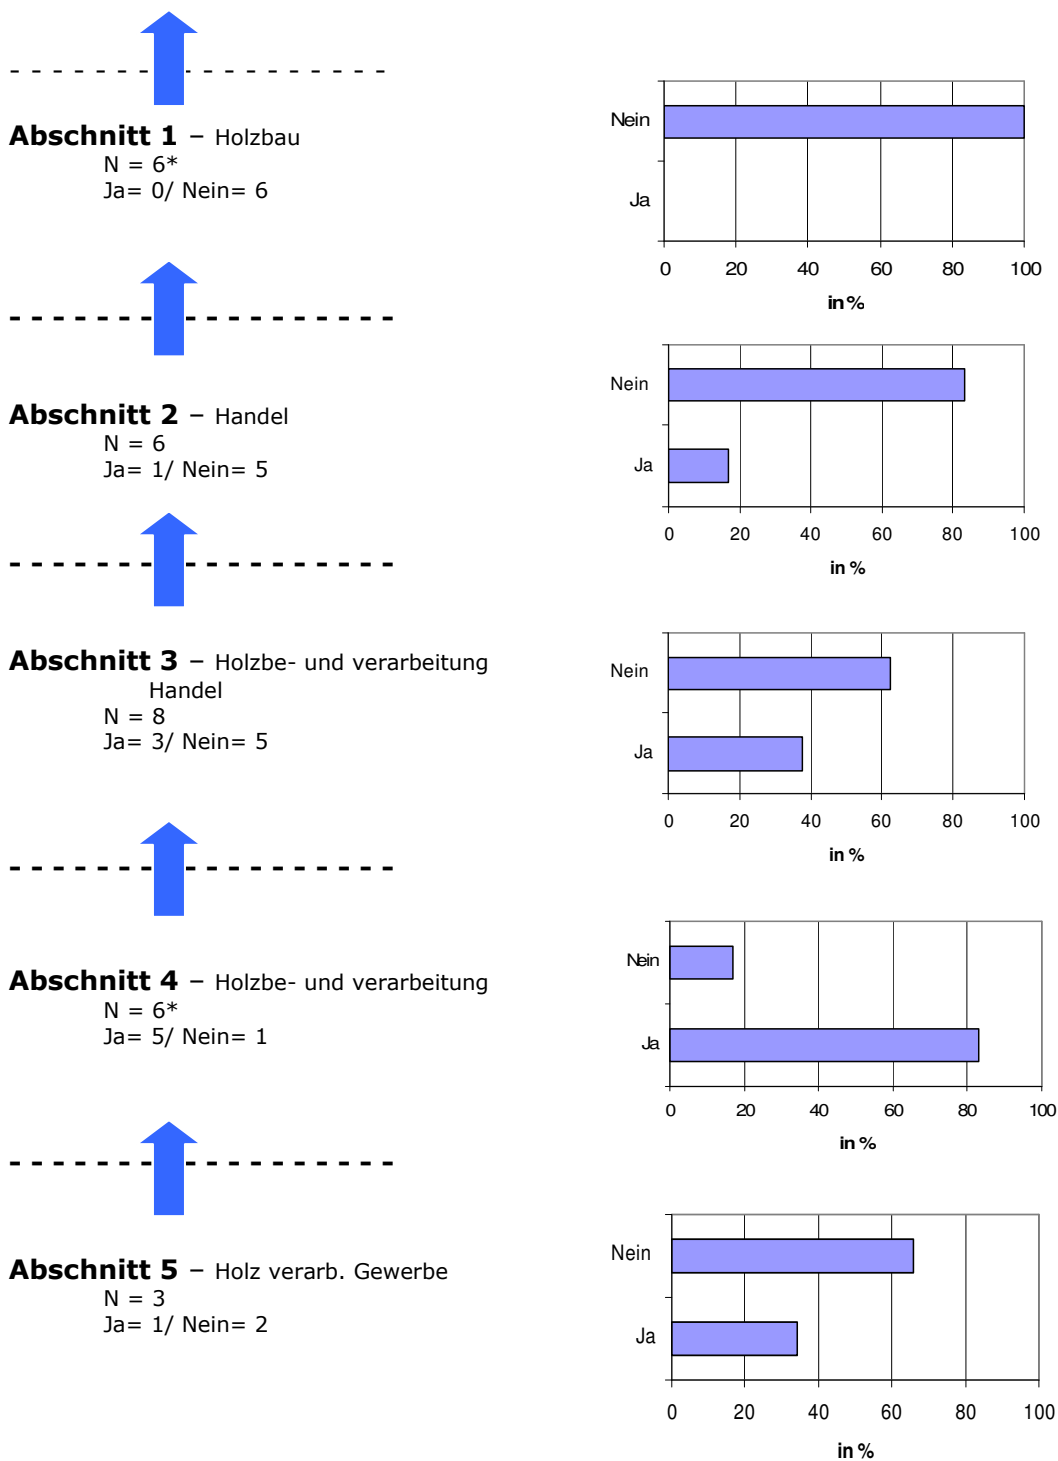 Abschnitt 1 – Holzbau
N = 6*
Ja= 0/ Nein= 6
Nein
Ja
0 20 40 60 80 100
in %
Abschnitt 2 – Handel
N = 6
Ja= 1/ Nein= 5
Nein
Ja
0 20 40 60 80 100
in %
Abschnitt 3 – Holzbe- und verarbeitung
Handel
N = 8
Ja= 3/ Nein= 5
Nein
Ja
0 20 40 60 80 100
in %
Abschnitt 4 – Holzbe- und verarbeitung
N = 6*
Ja= 5/ Nein= 1
Nein
Ja
0 20 40 60 80 100
in %
Abschnitt 5 – Holz verarb. Gewerbe
N = 3
Ja= 1/ Nein= 2
Nein
Ja
0 20 40 60 80 100
in %